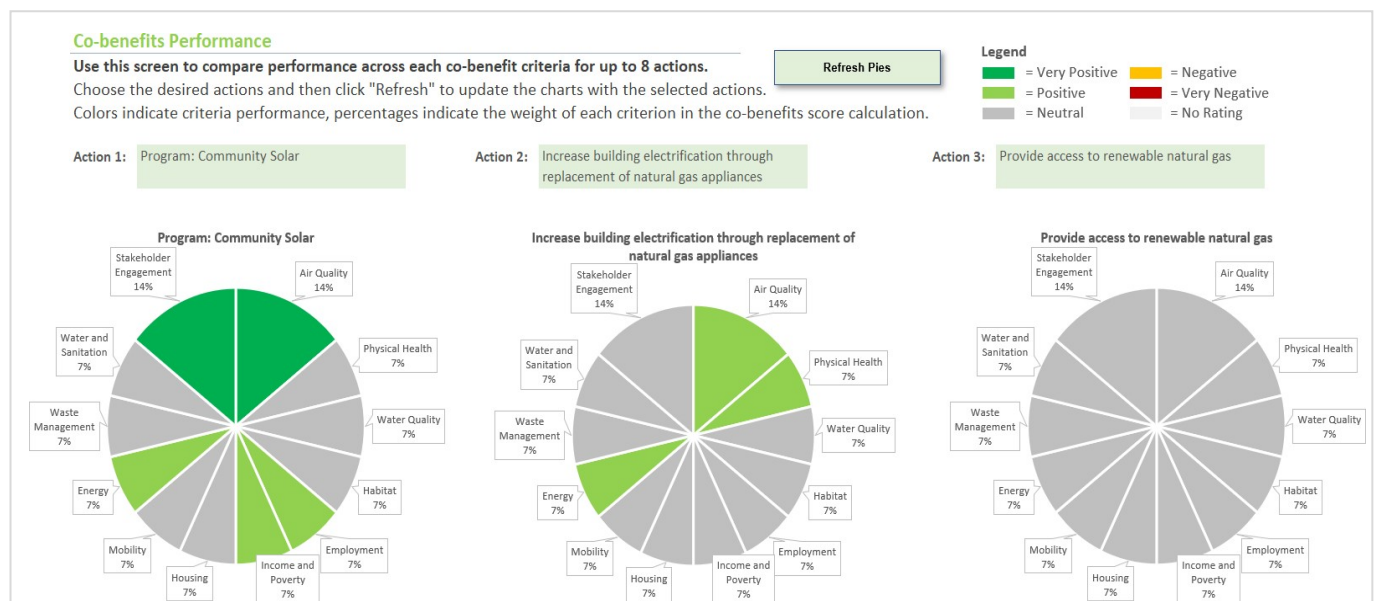 Co-benefits Performance
Use this screen to compare performance across each co-benefit criteria for up to 8 actions.
Choose the desired actions and then click "Refresh" to update the charts with the selected actions.
Colors indicate criteria performance, percentages indicate the weight of each criterion in the co-benefits score calculation.
Refresh Pies
Legend
= Very Positive
= Negative
= Positive
= Very Negative
= Neutral
= No Rating
Action 1:
Program: Community Solar
Action 2:
Increase building electrification through
replacement of natural gas appliances
Action 3:
Provide access to renewable natural gas
Program: Community Solar
Stakeholder
Engagement
14%
Air Quality
14%
Water and
Sanitation
7%
Physical Health
7%
Waste
Management
7%
Water Quality
7%
Energy
7%
Habitat
7%
Mobility
7%
Employment
7%
Housing
7%
Income and
Poverty
7%
Increase building electrification through replacement of
natural gas appliances
Stakeholder
Engagement
14%
Air Quality
14%
Water and
Sanitation
7%
Physical Health
7%
Waste
Management
7%
Water Quality
7%
Energy
7%
Habitat
7%
Mobility
7%
Employment
7%
Housing
7%
Income and
Poverty
7%
Provide access to renewable natural gas
Stakeholder
Engagement
14%
Air Quality
14%
Water and
Sanitation
7%
Physical Health
7%
Waste
Management
7%
Water Quality
7%
Energy
7%
Habitat
7%
Mobility
7%
Employment
7%
Housing
7%
Income and
Poverty
7%